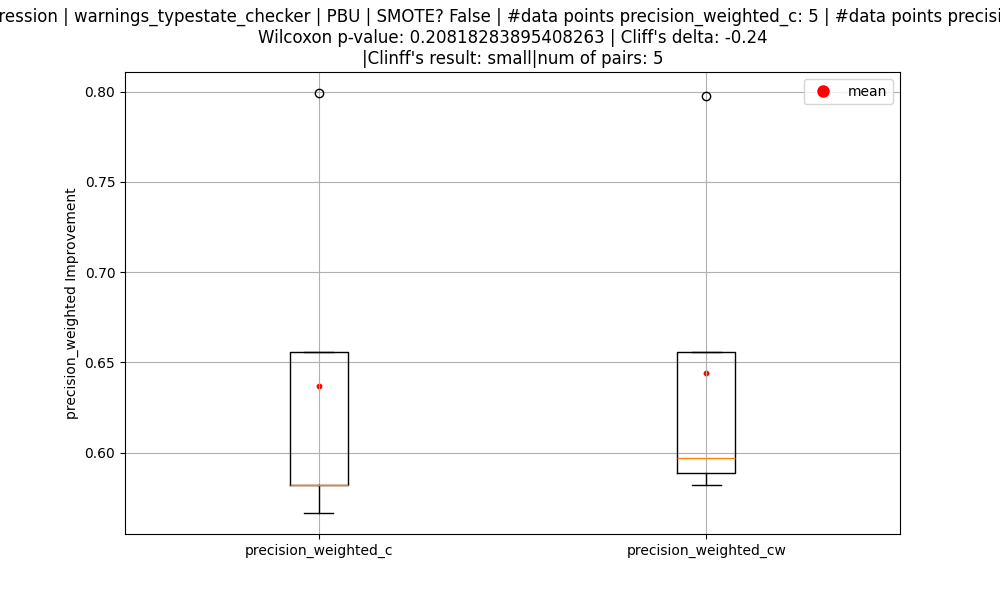 ression | warnings_typestate_checker | PBU | SMOTE? False | #data points precision_weighted_c: 5 | #data points precisi
Wilcoxon p-value: 0.20818283895408263 | Cliff's delta: -0.24
|Clinff's result: small|num of pairs: 5
mean
0.80
0.75
0.70
0.65
0.60
precision_weighted Improvement
precision_weighted_c
precision_weighted_cw